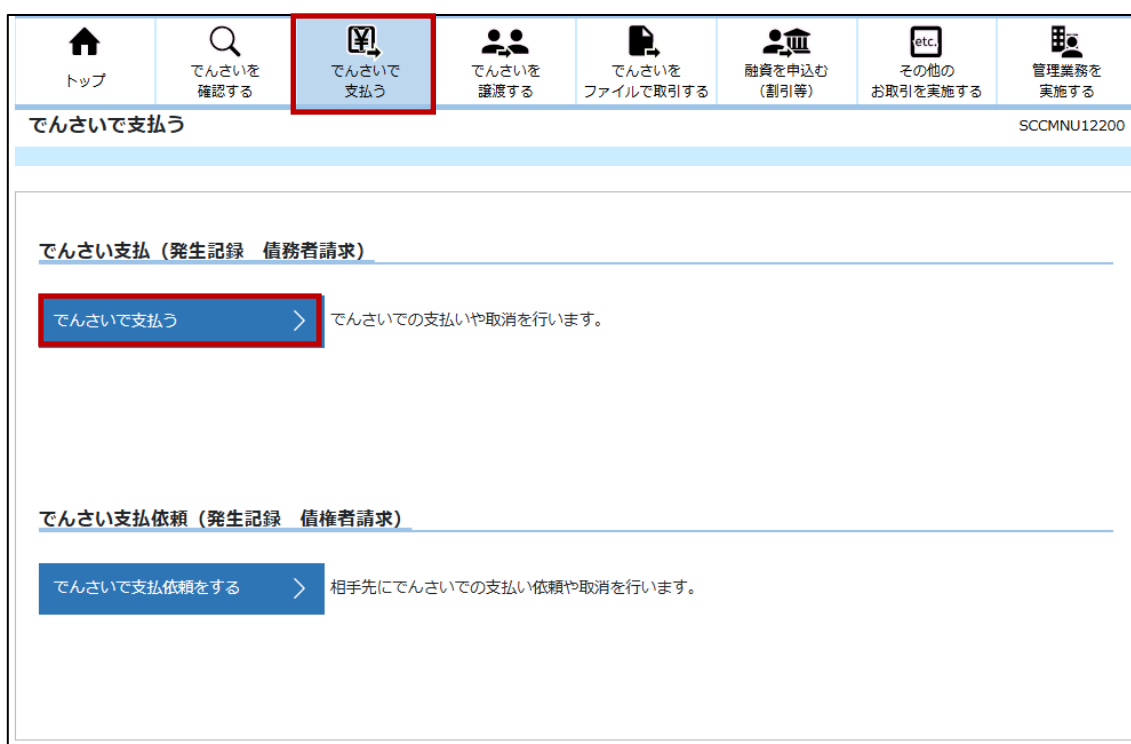 トップ
でんさいを
確認する
でんさいで
支払う
でんさいを
譲渡する
でんさいを
ファイルで取引する
融資を申込む
（割引等）
etc.
その他の
お取引を実施する
管理業務を
実施する
でんさいで支払う
SCCMNU12200
でんさい支払（発生記録　債務者請求）
でんさいで支払う
でんさいでの支払いや取消を行います。
でんさい支払依頼（発生記録　債権者請求）
でんさいで支払依頼をする
相手先にでんさいでの支払い依頼や取消を行います。